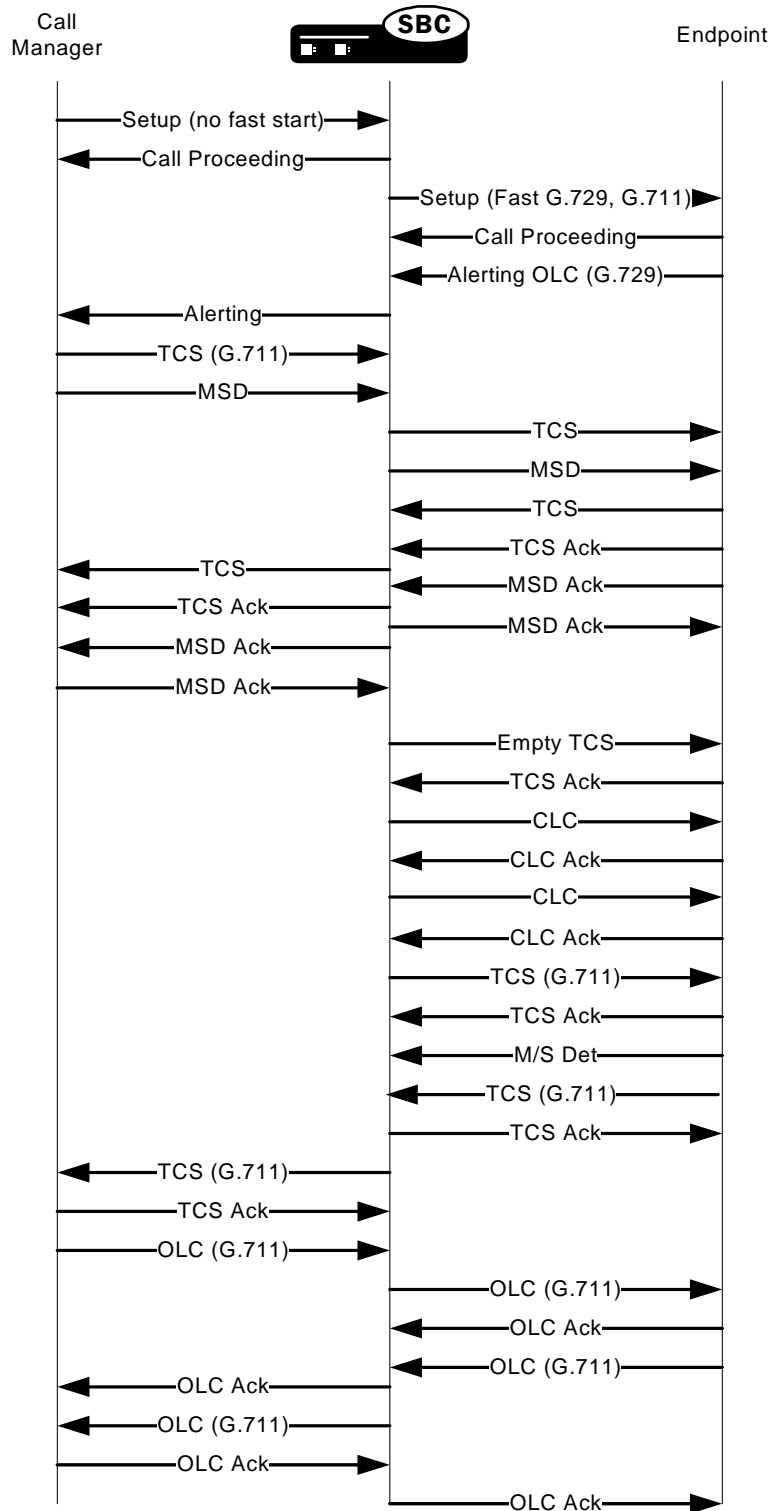 Call
Manager
SBC
Endpoint
Setup (no fast start)
Call Proceeding
Setup (Fast G.729, G.711)
Call Proceeding
Alerting OLC (G.729)
Alerting
TCS (G.711)
MSD
TCS
MSD
TCS
TCS Ack
TCS
MSD Ack
TCS Ack
MSD Ack
MSD Ack
MSD Ack
Empty TCS
TCS Ack
CLC
CLC Ack
CLC
CLC Ack
TCS (G.711)
TCS Ack
M/S Det
TCS (G.711)
TCS Ack
TCS (G.711)
TCS Ack
OLC (G.711)
OLC (G.711)
OLC Ack
OLC (G.711)
OLC Ack
OLC (G.711)
OLC Ack
OLC Ack